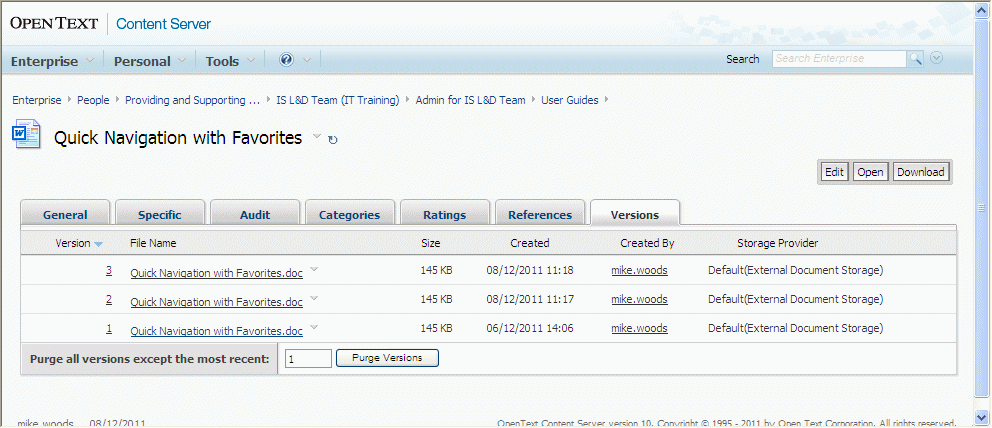 OPEN TEXT Content Server
Enterprise Personal Tools ? Search Search Enterprise
Enterprise People Providing and Supporting ... IS L&D Team (IT Training) Admin for IS L&D Team User Guides
Quick Navigation with Favorites
Edit Open Download
General Specific Audit Categories Ratings References Versions
Version File Name Size Created Created By Storage Provider
3 Quick Navigation with Favorites.doc 145 KB 08/12/2011 11:18 mike.woods Default(External Document Storage)
2 Quick Navigation with Favorites.doc 145 KB 08/12/2011 11:17 mike.woods Default(External Document Storage)
1 Quick Navigation with Favorites.doc 145 KB 06/12/2011 14:06 mike.woods Default(External Document Storage)
Purge all versions except the most recent: 1 Purge Versions
mike.woods 08/12/2011 OpenText Content Server version 10. Copyright © 1995 - 2011 by Open Text Corporation. All rights reserved.